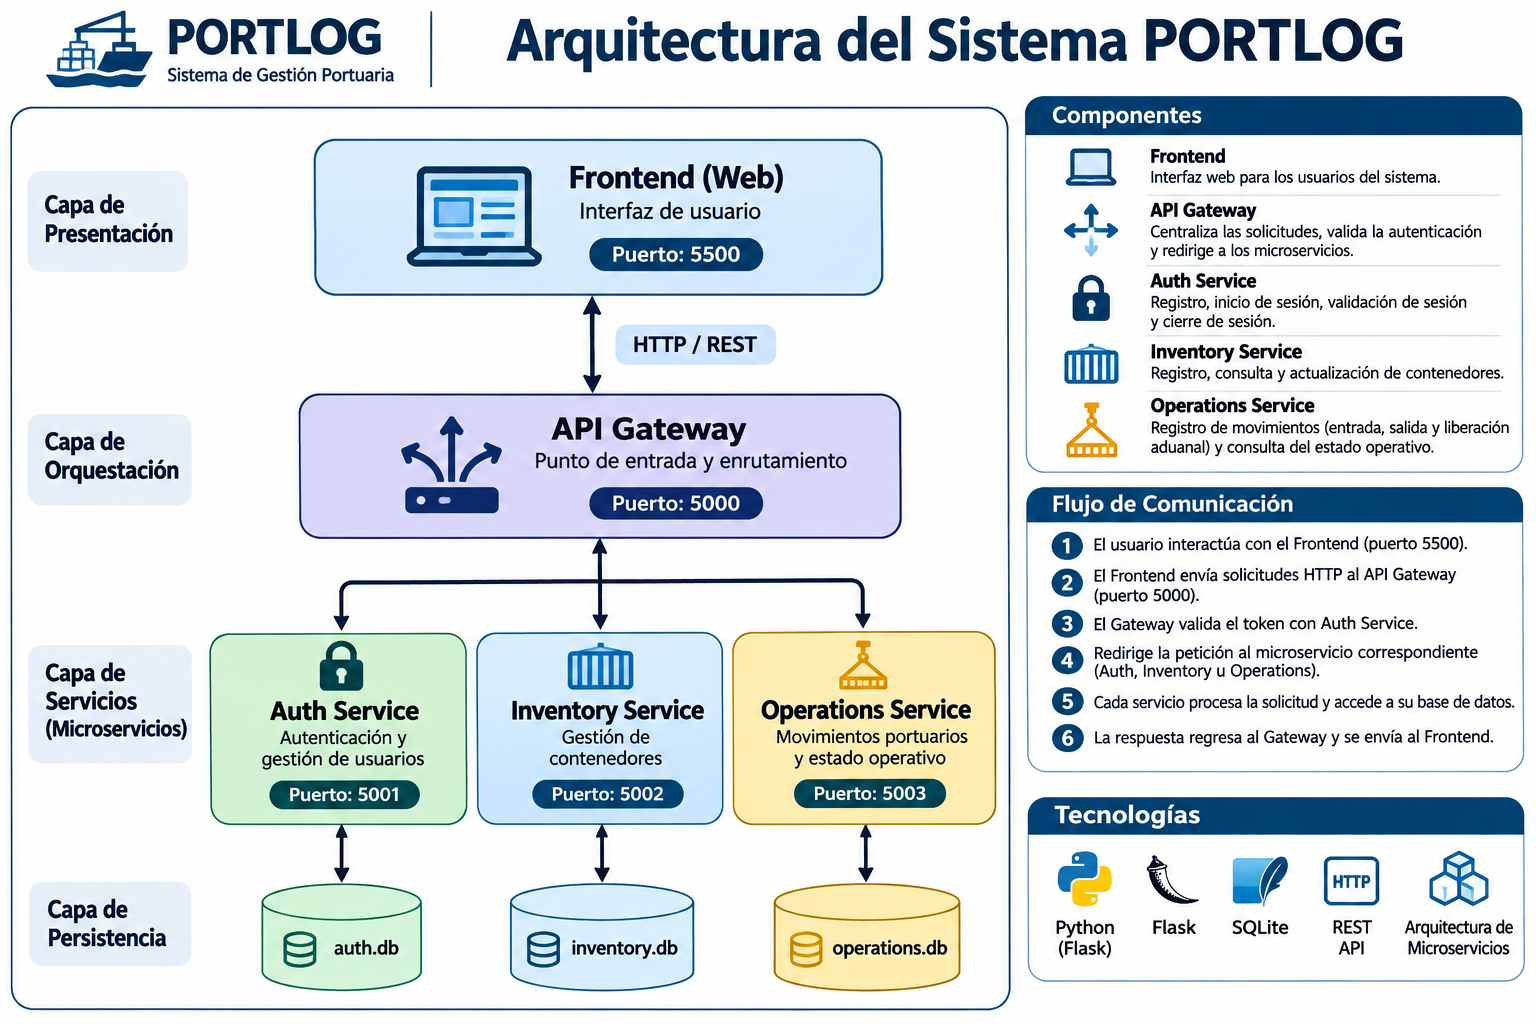 PORTLOG
Sistema de Gestión Portuaria
Arquitectura del Sistema PORTLOG
Capa de
Presentación
Frontend (Web)
Interfaz de usuario
Puerto: 5500
HTTP / REST
Capa de
Orquestación
API Gateway
Punto de entrada y enrutamiento
Puerto: 5000
Capa de
Servicios
(Microservicios)
Auth Service
Autenticación y
gestión de usuarios
Puerto: 5001
Inventory Service
Gestión de
contenedores
Puerto: 5002
Operations Service
Movimientos portuarios
y estado operativo
Puerto: 5003
Capa de
Persistencia
auth.db
inventory.db
operations.db
Componentes
Frontend
Interfaz web para los usuarios del sistema.
API Gateway
Centraliza las solicitudes, valida la autenticación
y redirige a los microservicios.
Auth Service
Registro, inicio de sesión, validación de sesión
y cierre de sesión.
Inventory Service
Registro, consulta y actualización de contenedores.
Operations Service
Registro de movimientos (entrada, salida y liberación
aduanal) y consulta del estado operativo.
Flujo de Comunicación
1 El usuario interactúa con el Frontend (puerto 5500).
2 El Frontend envía solicitudes HTTP al API Gateway
(puerto 5000).
3 El Gateway valida el token con Auth Service.
4 Redirige la petición al microservicio correspondiente
(Auth, Inventory u Operations).
5 Cada servicio procesa la solicitud y accede a su base de datos.
6 La respuesta regresa al Gateway y se envía al Frontend.
Tecnologías
Python
(Flask)
Flask
SQLite
HTTP
REST
API
Arquitectura de
Microservicios